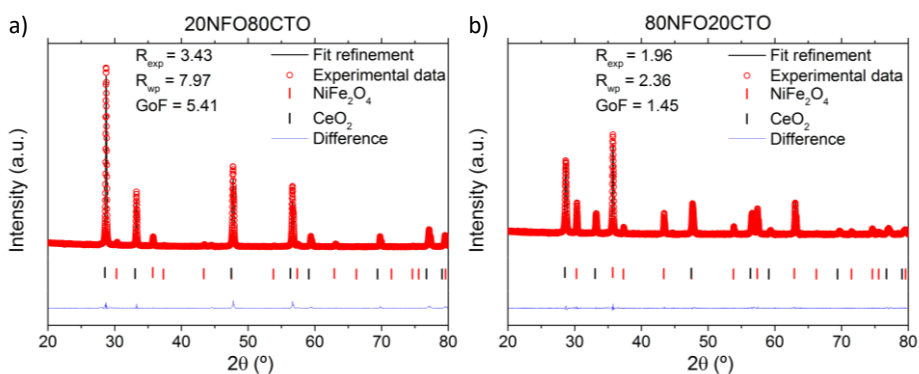 a)
20NFO80CTO
R_exp = 3.43
R_wp = 7.97
GoF = 5.41
Fit refinement
Experimental data
NiFe₂O₄
CeO₂
Difference
Intensity (a.u.)
20 30 40 50 60 70 80
2θ (º)
b)
80NFO20CTO
R_exp = 1.96
R_wp = 2.36
GoF = 1.45
Fit refinement
Experimental data
NiFe₂O₄
CeO₂
Difference
Intensity (a.u.)
20 30 40 50 60 70 80
2θ (º)